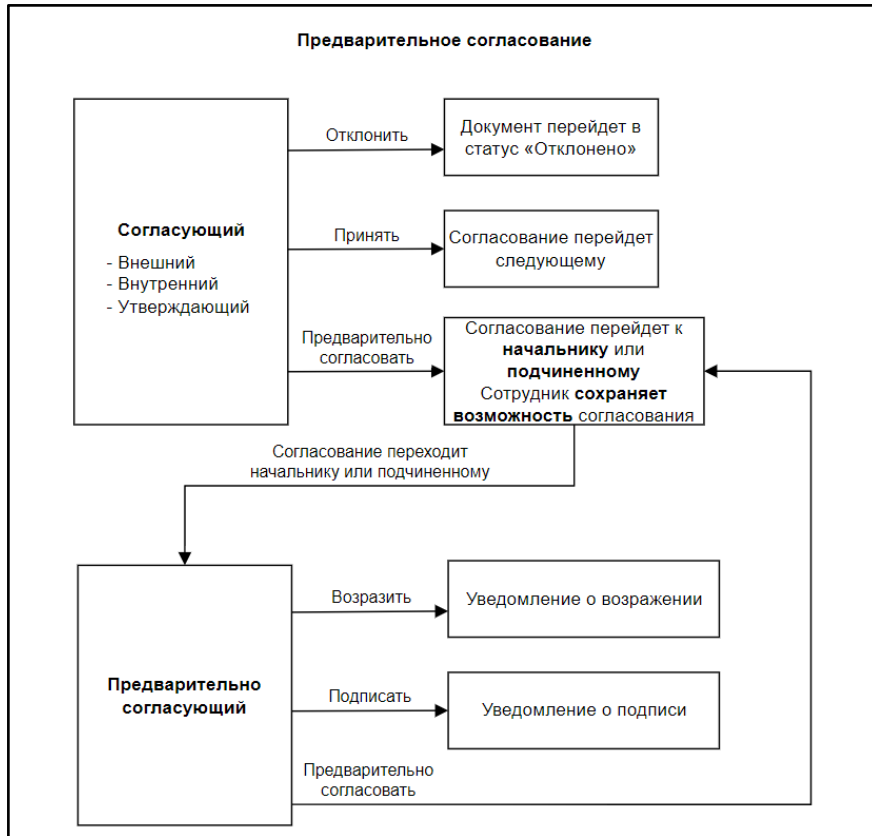 Предварительное согласование
Отклонить
Документ перейдет в
статус «Отклонено»
Согласующий
- Внешний
- Внутренний
- Утверждающий
Принять
Согласование перейдет
следующему
Предварительно
согласовать
Согласование перейдет к
начальнику или
подчиненному
Сотрудник сохраняет
возможность согласования
Согласование переходит
начальнику или подчиненному
Предварительно
согласующий
Возразить
Уведомление о возражении
Подписать
Уведомление о подписи
Предварительно
согласовать